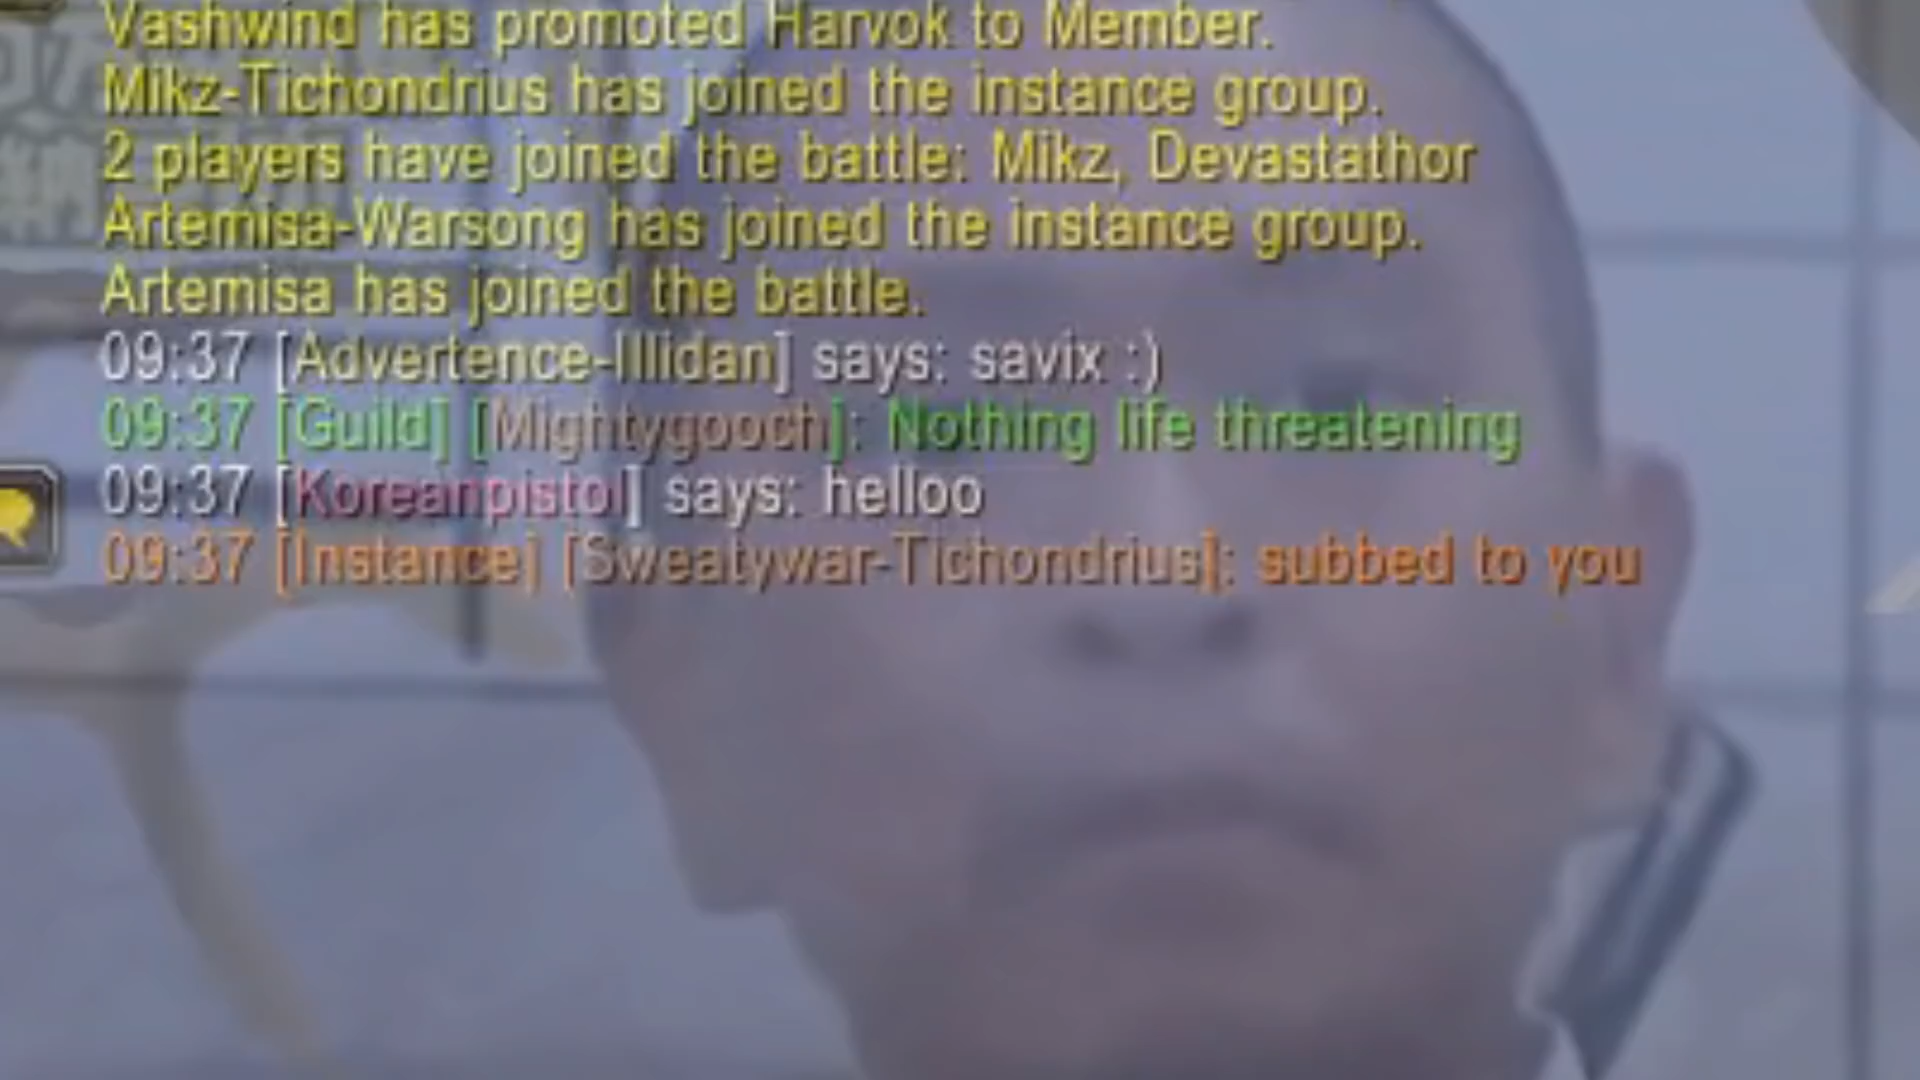 Vashwind has promoted Harvok to Member.
Mikz-Tichondrius has joined the instance group.
2 players have joined the battle: Mikz, Devastathor
Artemisa-Warsong has joined the instance group.
Artemisa has joined the battle.
09:37 [Advertence-Illidan] says: savix :)
09:37 [Guild] [Mightygooch]: Nothing life threatening
09:37 [Koreanpistol] says: helloo
09:37 [Instance] [Sweatywar-Tichondrius]: subbed to you